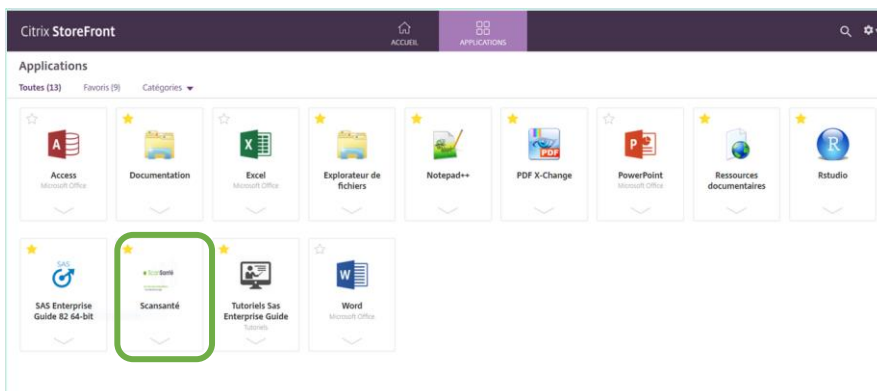 Citrix StoreFront
ACCUEIL
APPLICATIONS
Applications
Toutes (13) Favoris (9) Catégories
Access
Microsoft Office
Documentation
Excel
Microsoft Office
Explorateur de
fichiers
Notepad++
PDF X-Change
PowerPoint
Microsoft Office
Ressources
documentaires
Rstudio
SAS Enterprise
Guide 82 64-bit
Scansanté
Tutoriels Sas
Enterprise Guide
Tutoriels
Word
Microsoft Office
A
X
PDF
P
R
SAS
ScanSanté
W